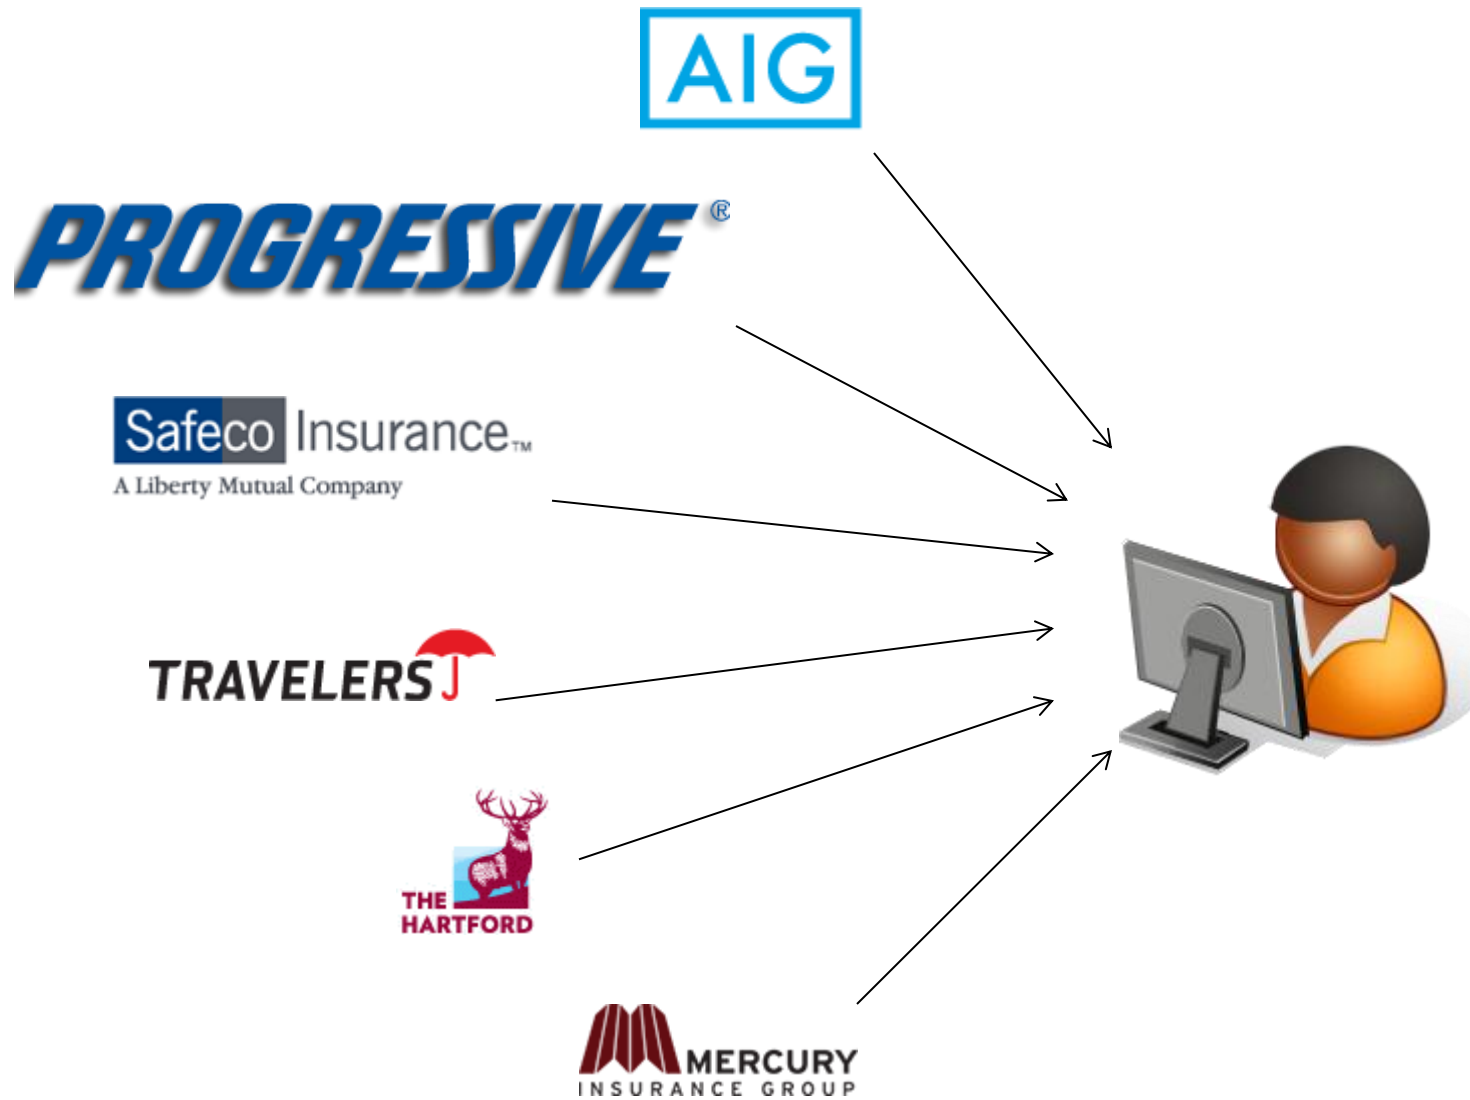 AIG
PROGRESSIVE®
Safeco Insurance™
A Liberty Mutual Company
TRAVELERS
THE
HARTFORD
MERCURY
INSURANCE GROUP